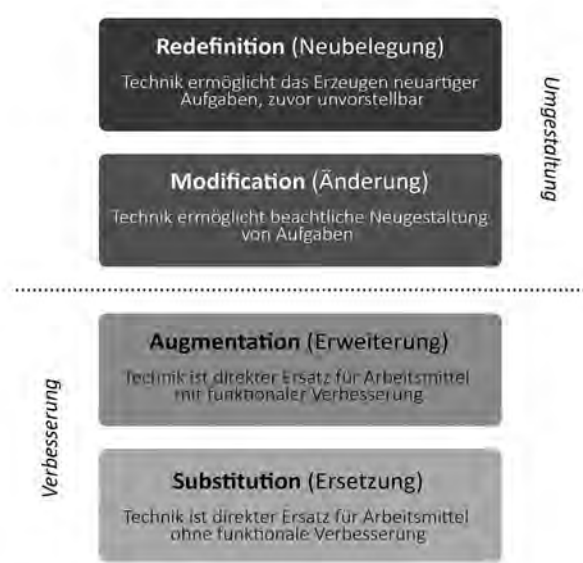 Redefinition (Neubelegung)
Technik ermöglicht das Erzeugen neuartiger
Aufgaben, zuvor unvorstellbar
Umgestaltung
Modification (Änderung)
Technik ermöglicht beachtliche Neugestaltung
von Aufgaben
Augmentation (Erweiterung)
Technik ist direkter Ersatz für Arbeitsmittel
mit funktionaler Verbesserung
Verbesserung
Substitution (Ersetzung)
Technik ist direkter Ersatz für Arbeitsmittel
ohne funktionale Verbesserung